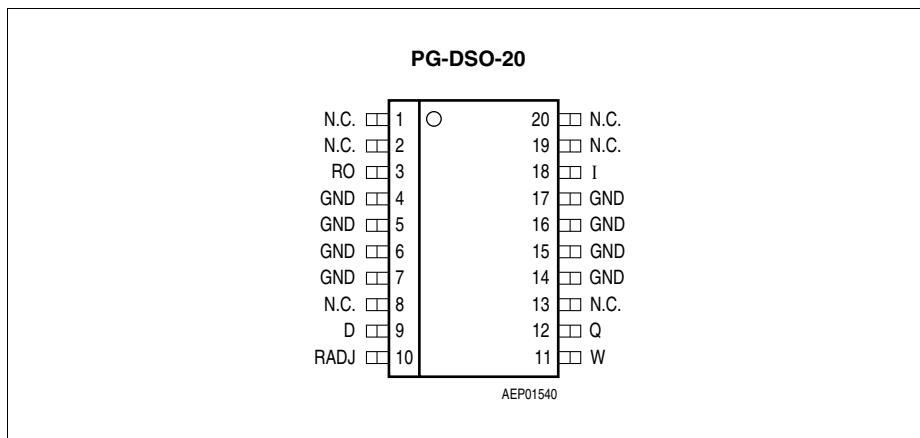 PG-DSO-20
N.C. 1 20 N.C.
N.C. 2 19 N.C.
RO 3 18 I
GND 4 17 GND
GND 5 16 GND
GND 6 15 GND
GND 7 14 GND
N.C. 8 13 N.C.
D 9 12 Q
RADJ 10 11 W
AEP01540